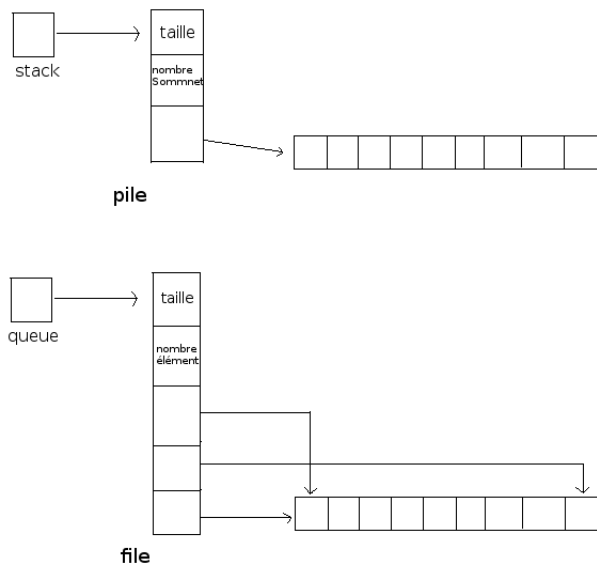 taille
stack
nombre
Sommnet
pile
taille
queue
nombre
élément
file